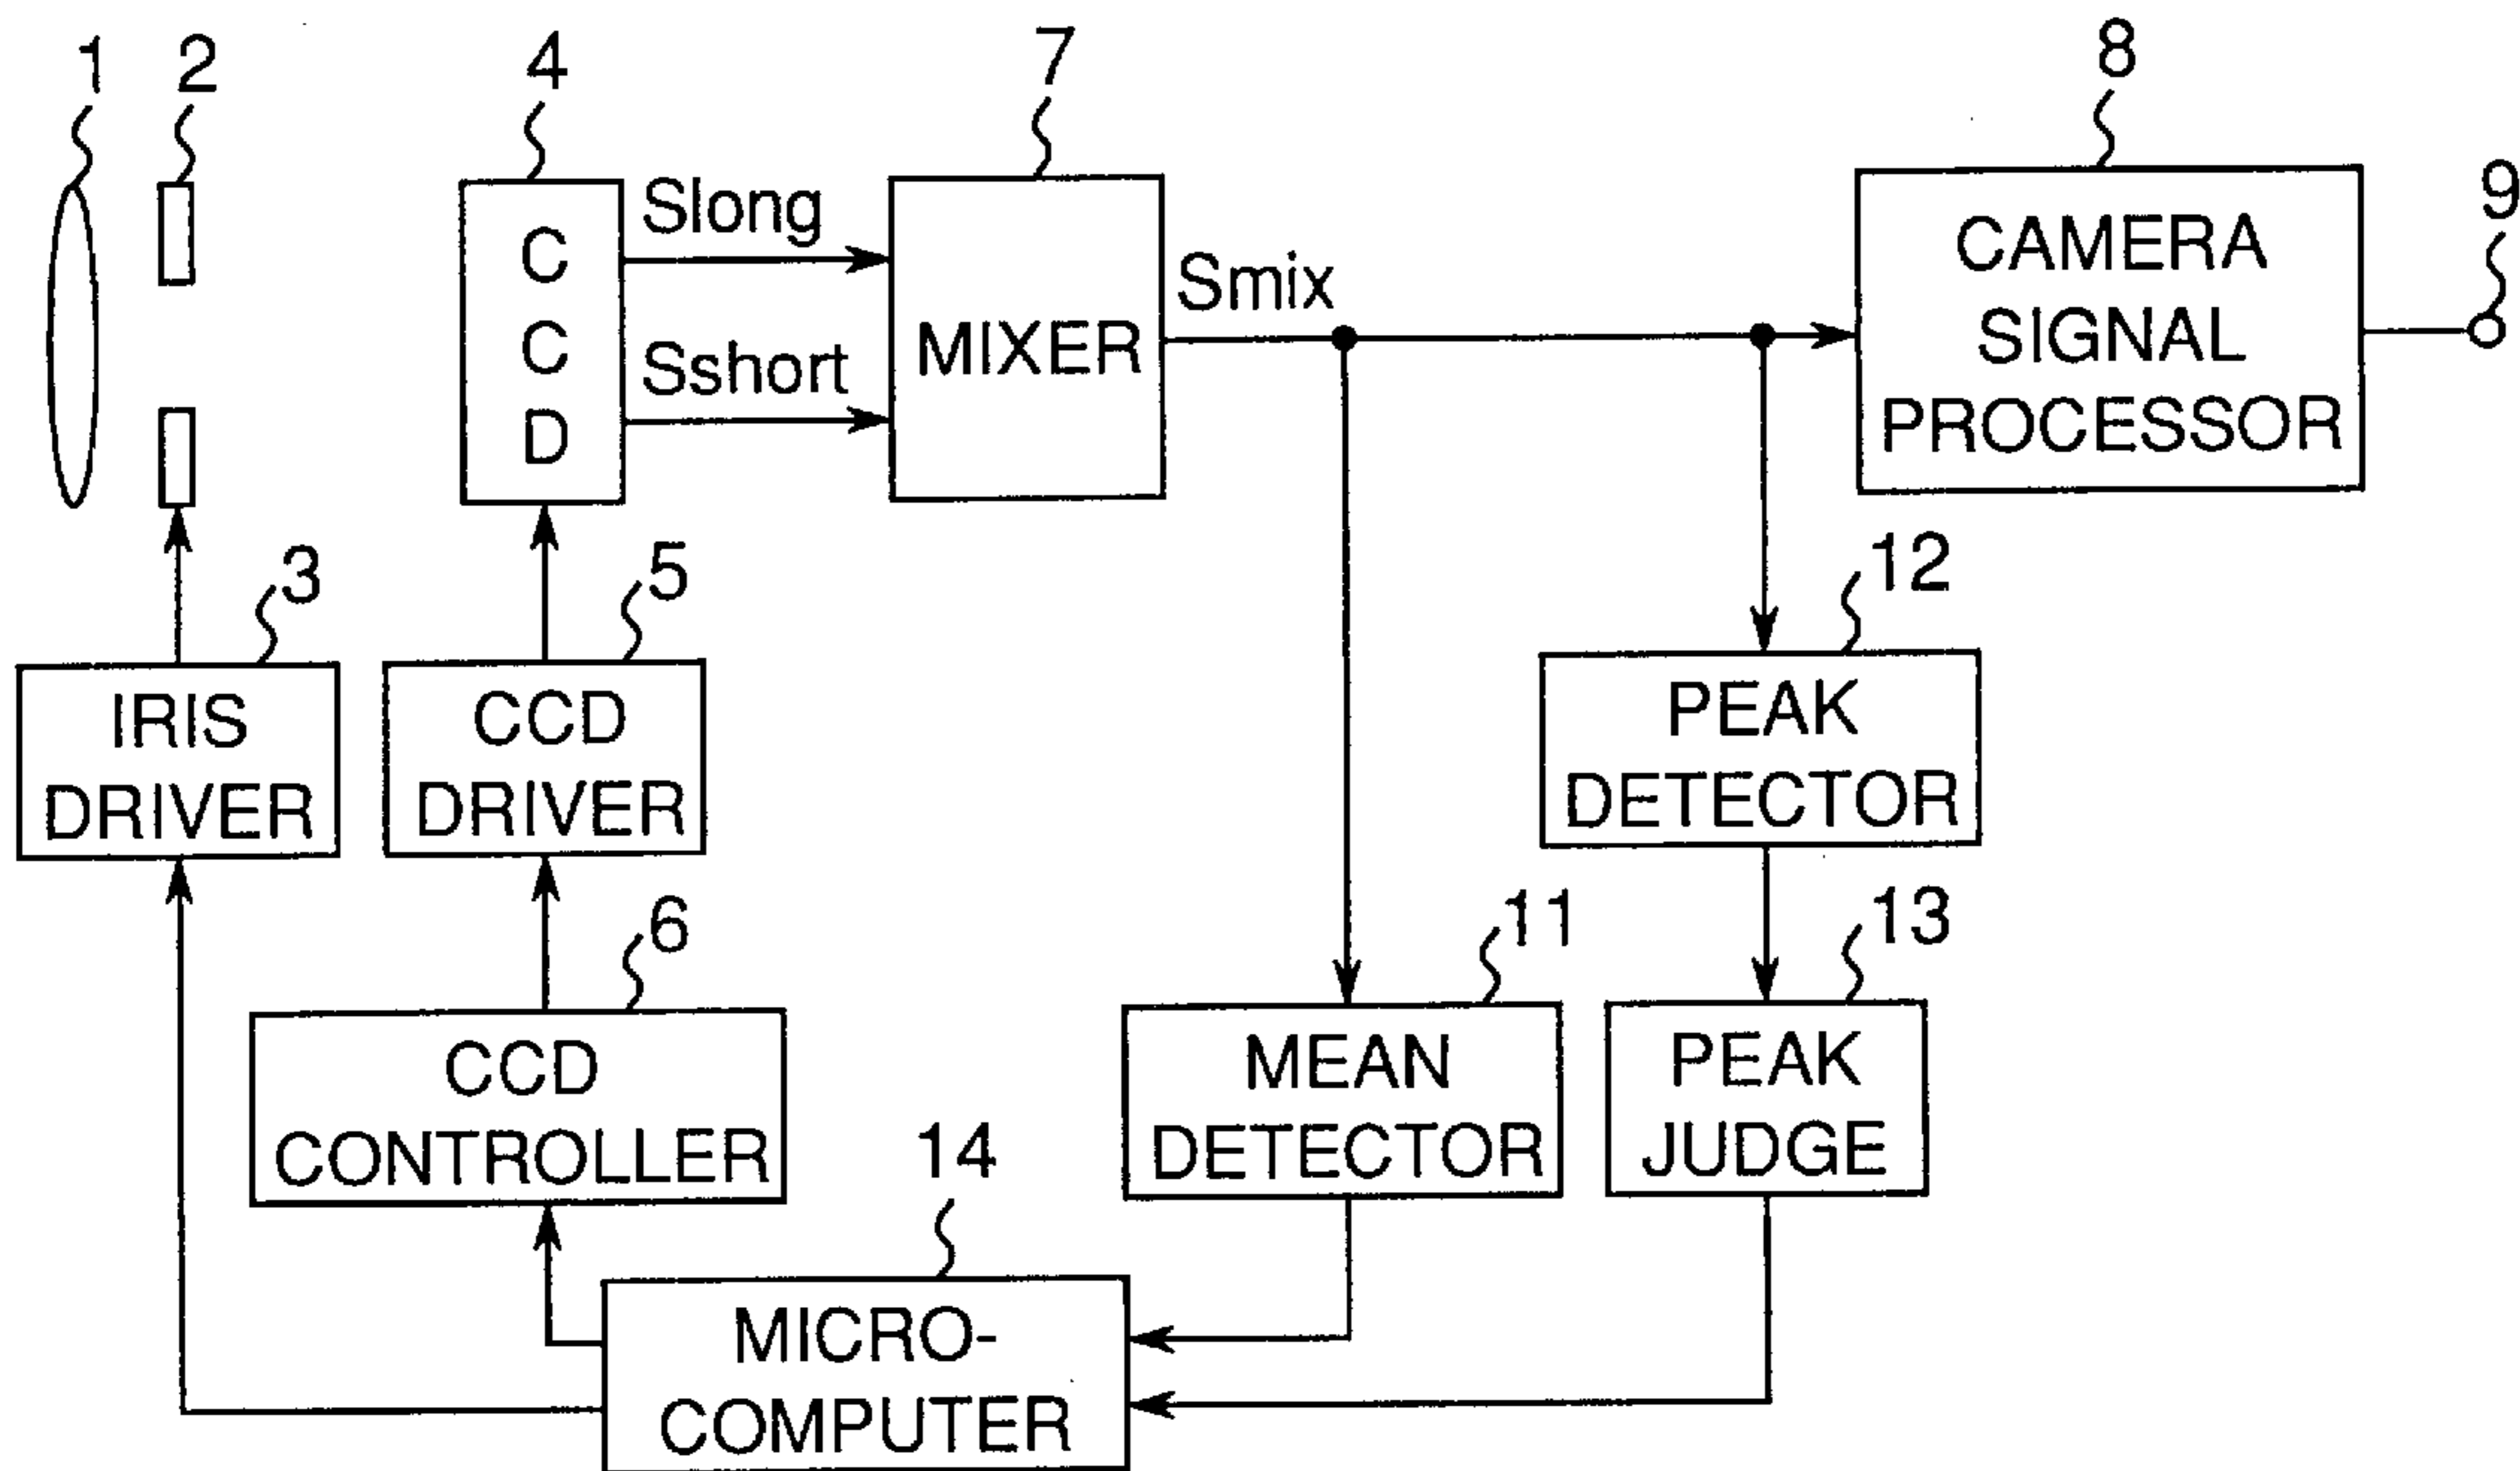 1
2
4
7
8
9
C
C
D
Slong
Sshort
MIXER
Smix
CAMERA
SIGNAL
PROCESSOR
3
5
12
IRIS
DRIVER
CCD
DRIVER
PEAK
DETECTOR
6
11
13
CCD
CONTROLLER
MEAN
DETECTOR
PEAK
JUDGE
14
MICRO-
COMPUTER